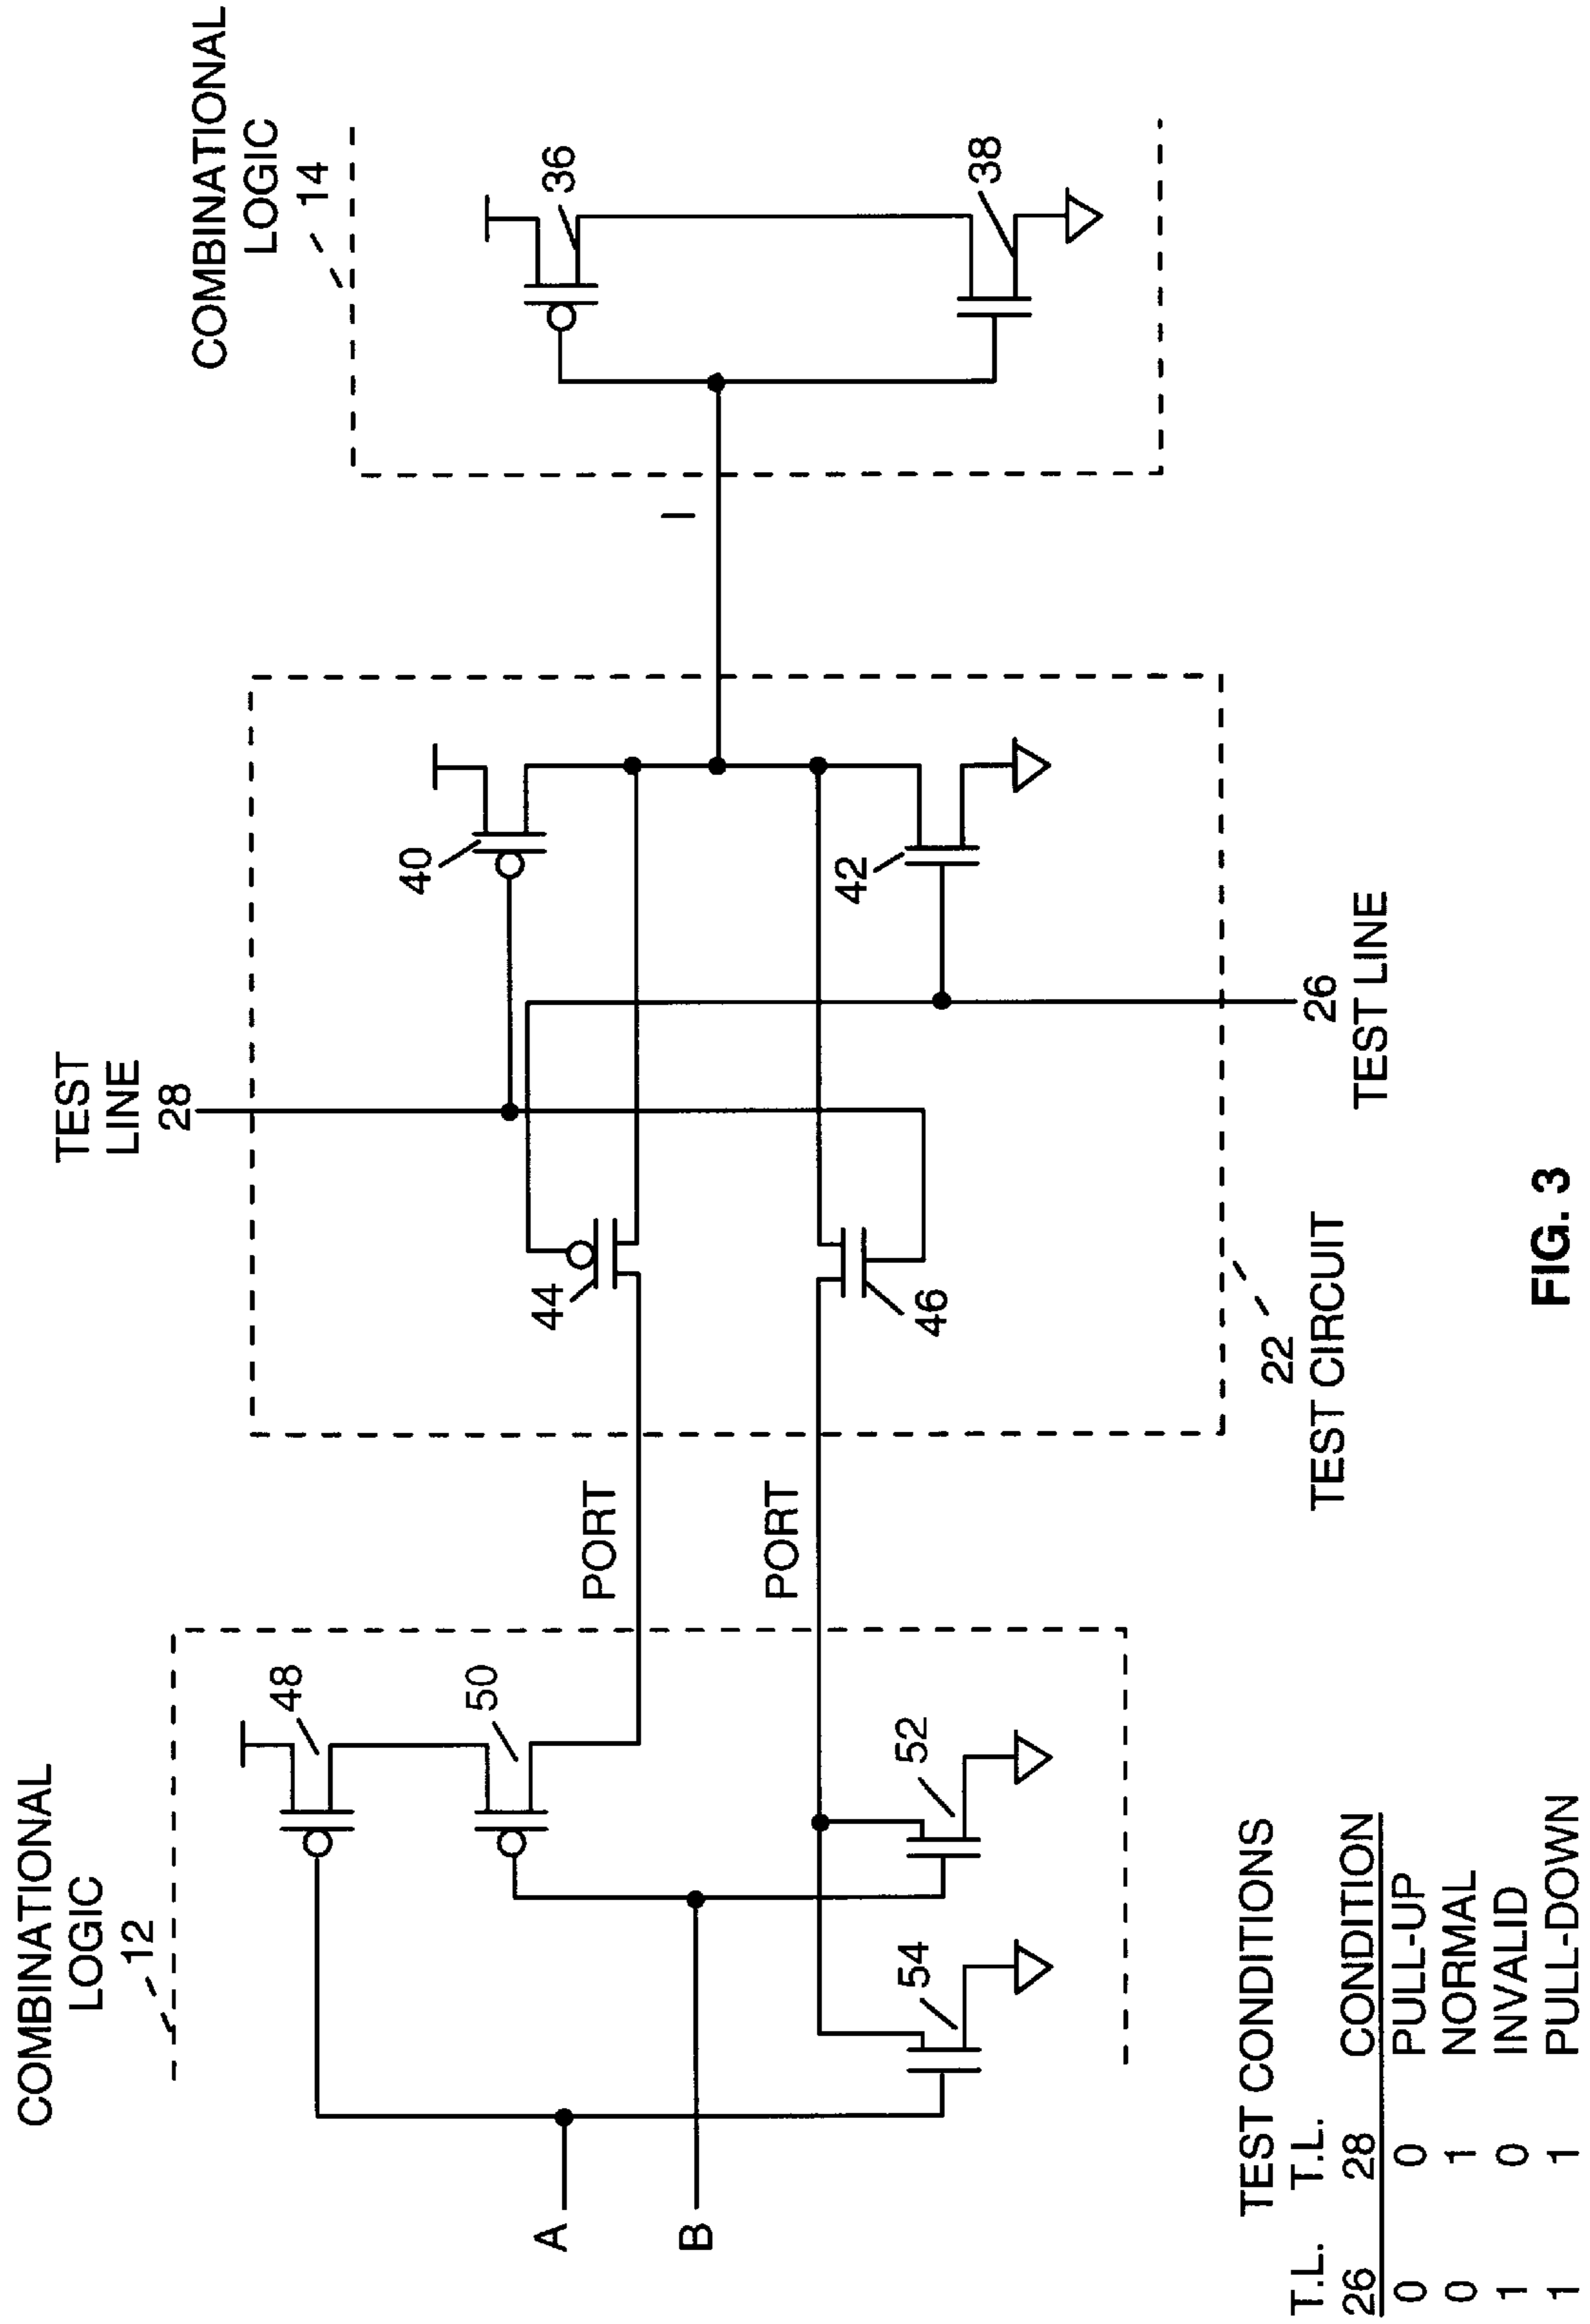 COMBINATIONAL
LOGIC
12
48
50
52
54
A
B
PORT
PORT
TEST
LINE
28
40
42
44
46
26
TEST LINE
22
TEST CIRCUIT
I
COMBINATIONAL
LOGIC
14
36
38
TEST CONDITIONS
T.L. T.L.
26 28 CONDITION
0 0 PULL-UP
0 1 NORMAL
1 0 INVALID
1 1 PULL-DOWN
FIG. 3